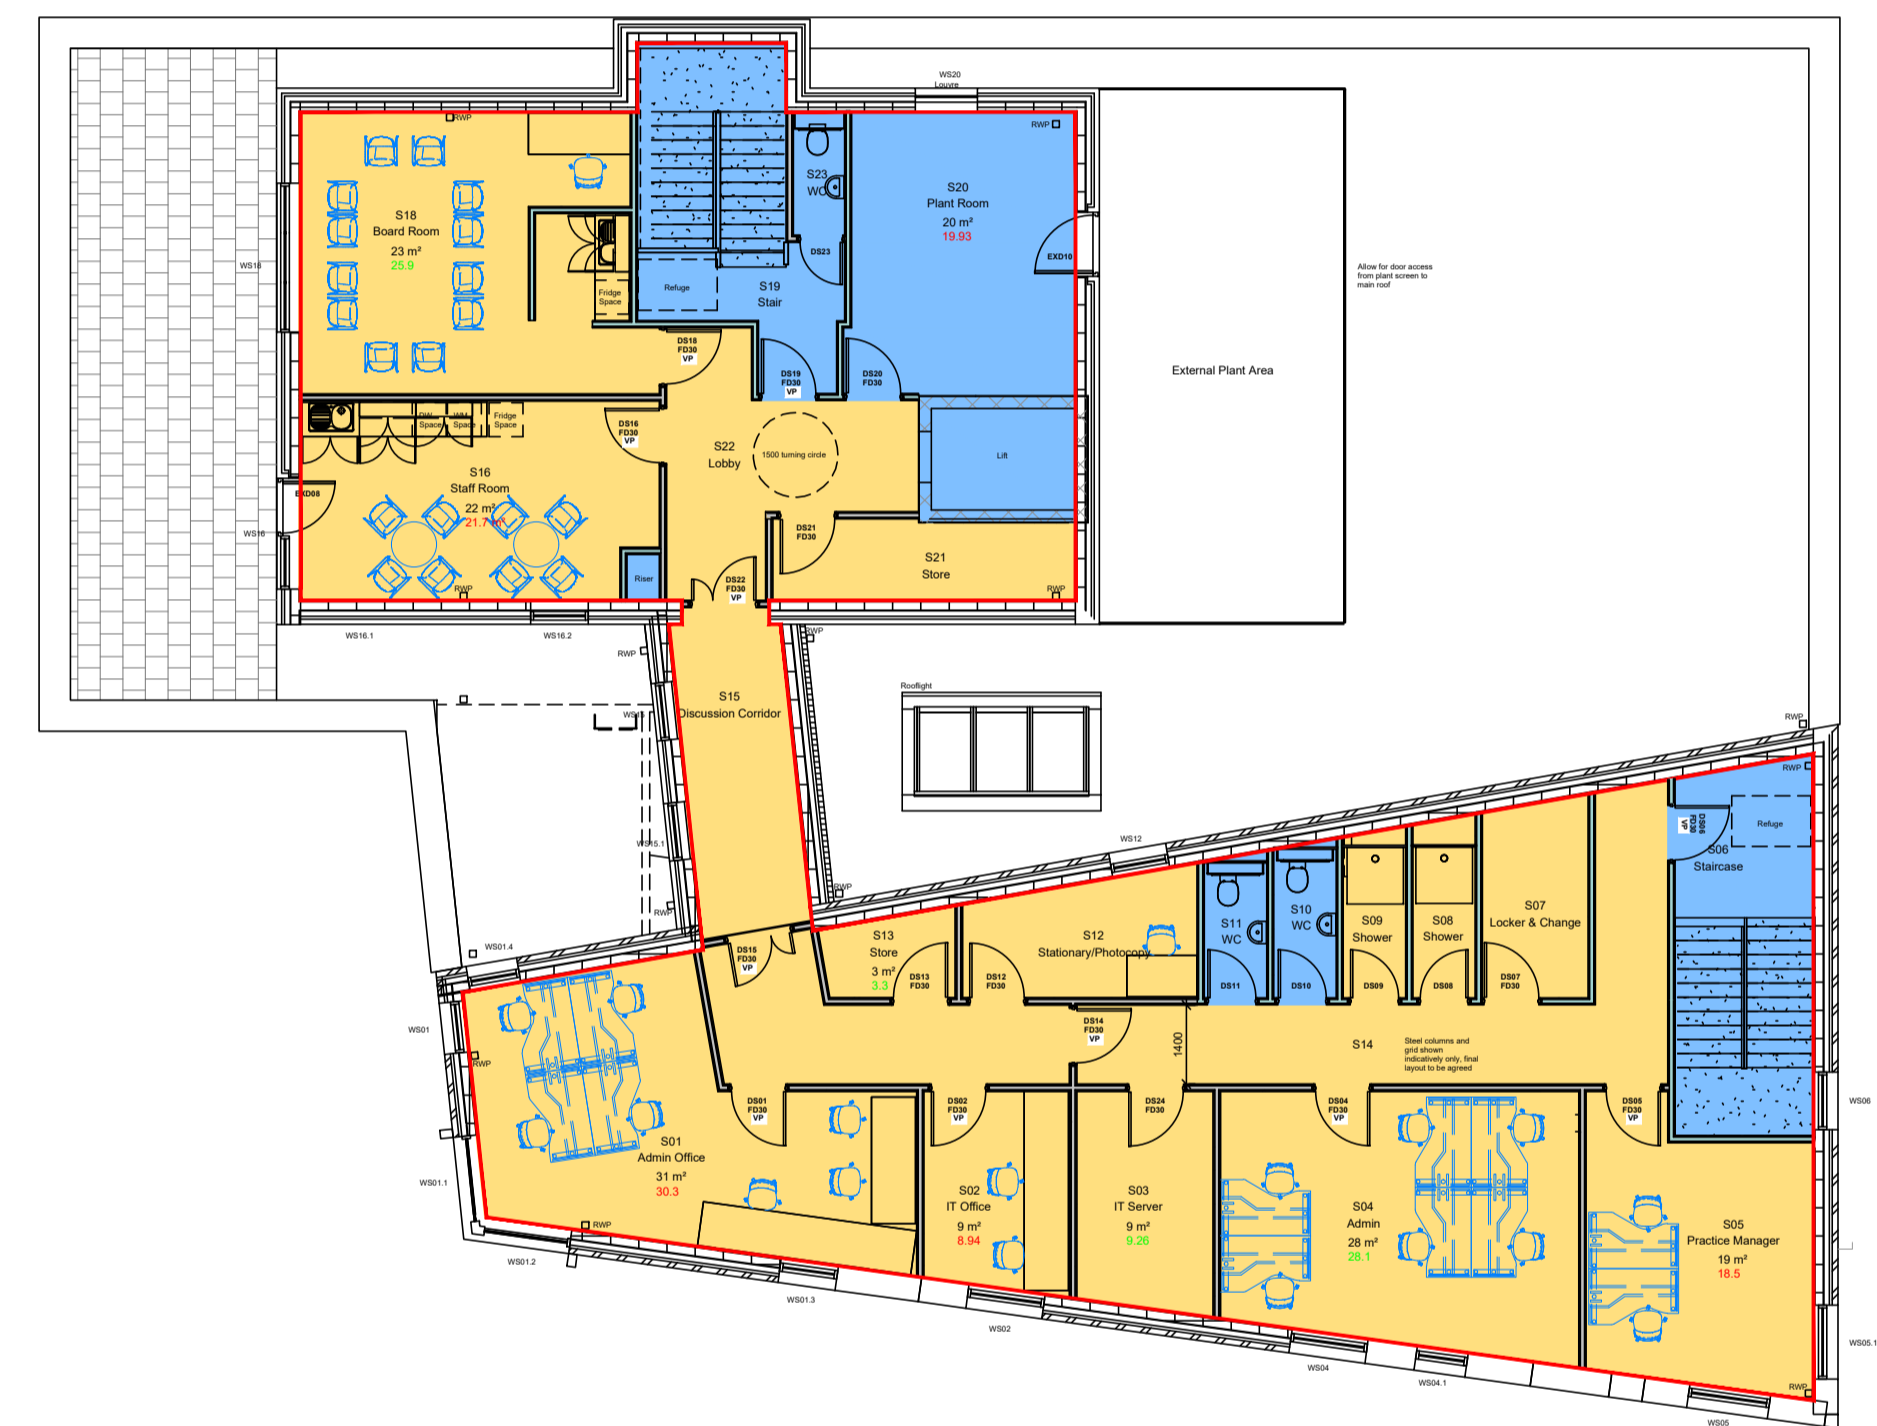 WS20
Louvre
RWP
RWP
S18
Board Room
23 m²
25.9
S23
WC
S20
Plant Room
20 m²
19.93
DS23
EXD10
WS18
Refuge
S19
Stair
Fridge
Space
Allow for door access
from plant screen to
main roof
DS18
FD30
VP
DS19
FD30
VP
DS20
FD30
External Plant Area
DW
Space
WM
Space
Fridge
Space
DS16
FD30
VP
S22
Lobby
1500 turning circle
Lift
S16
Staff Room
22 m²
21.7 m²
EXD08
WS16
DS21
FD30
S21
Store
Riser
DS22
FD30
VP
RWP
RWP
WS16.1
WS16.2
RWP
RWP
S15
Discussion Corridor
WS15
Rooflight
RWP
RWP
WS15.1
WS12
DS06
FD30
VP
Refuge
S06
Staircase
RWP
RWP
WS01.4
DS15
FD30
VP
S13
Store
3 m²
3.3
DS13
FD30
S12
Stationary/Photocopy
DS12
FD30
S11
WC
DS11
S10
WC
DS10
S09
Shower
DS09
S08
Shower
DS08
S07
Locker & Change
DS07
FD30
WS01
RWP
DS14
FD30
VP
1400
S14
Steel columns and
grid shown
indicatively only, final
layout to be agreed
DS01
FD30
VP
DS02
FD30
VP
DS24
FD30
DS04
FD30
VP
DS05
FD30
VP
WS06
S01
Admin Office
31 m²
30.3
WS01.1
S02
IT Office
9 m²
8.94
S03
IT Server
9 m²
9.26
S04
Admin
28 m²
28.1
S05
Practice Manager
19 m²
18.5
RWP
WS01.2
WS01.3
WS02
WS04
WS04.1
RWP
WS05
WS05.1